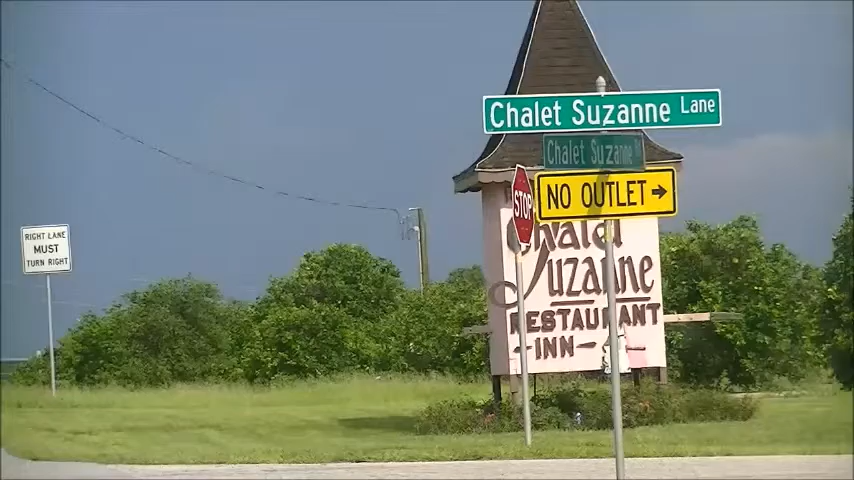 Chalet Suzanne Lane
Chalet Suzanne
NO OUTLET
STOP
RIGHT LANE
MUST
TURN RIGHT
Chalet
Suzanne
RESTAURANT
INN